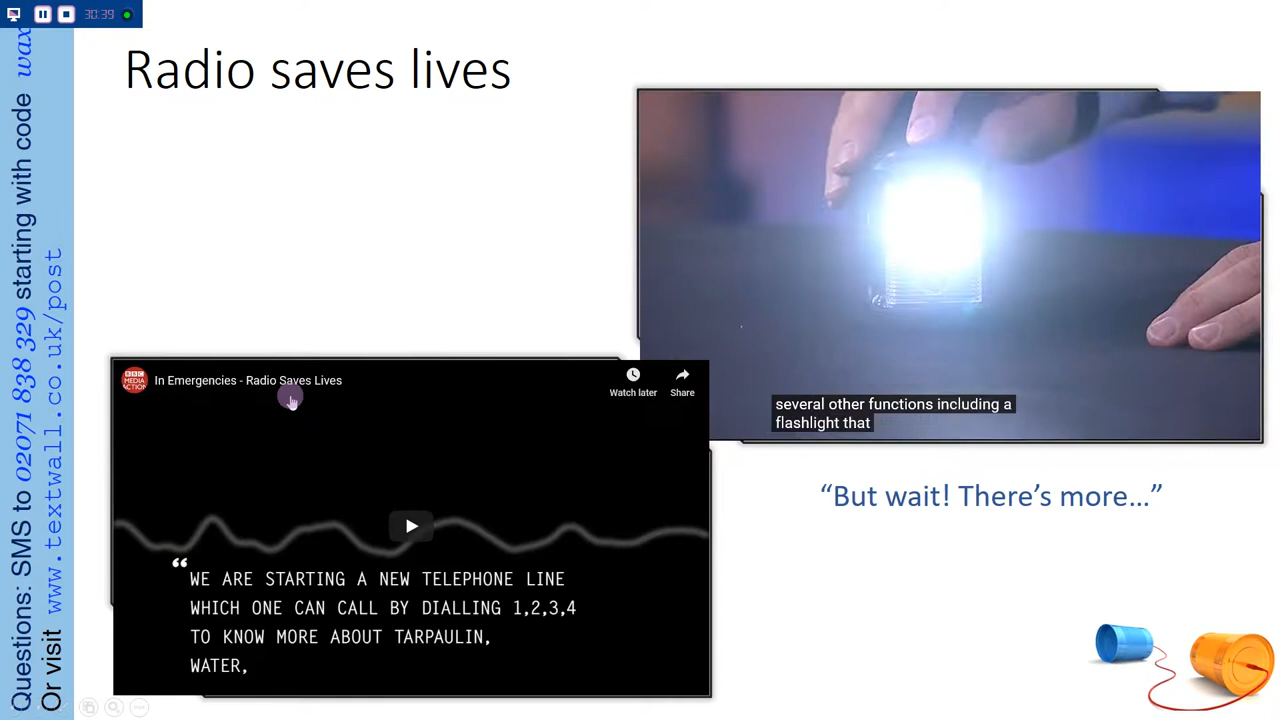 30:39
Radio saves lives
Questions: SMS to 02071 838 329 starting with code wax
Or visit www.textwall.co.uk/post
several other functions including a
flashlight that
BBC
MEDIA
ACTION
In Emergencies - Radio Saves Lives
Watch later
Share
“
WE ARE STARTING A NEW TELEPHONE LINE
WHICH ONE CAN CALL BY DIALLING 1,2,3,4
TO KNOW MORE ABOUT TARPAULIN,
WATER,
“But wait! There’s more…”